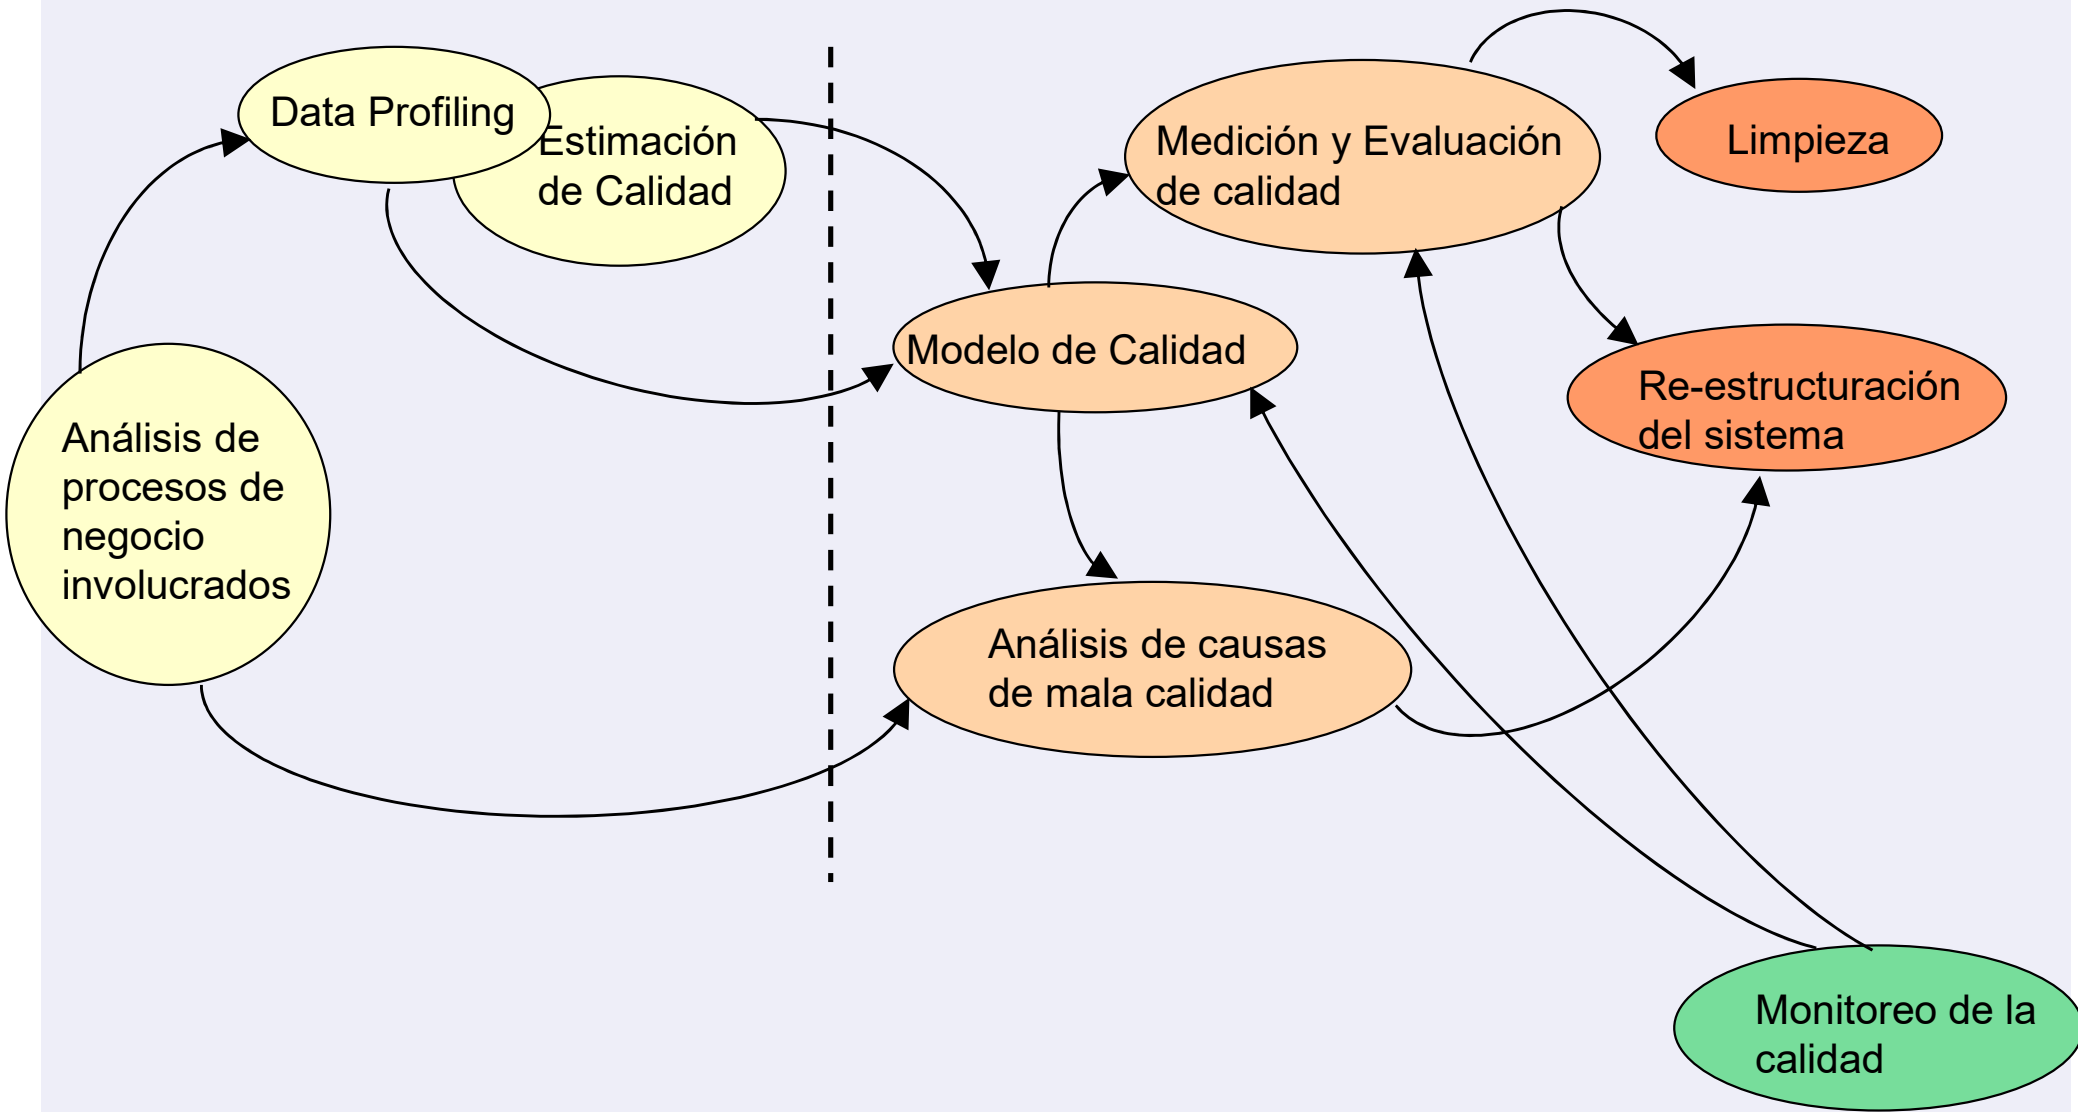 Data Profiling
Estimación
de Calidad
Medición y Evaluación
de calidad
Limpieza
Modelo de Calidad
Re-estructuración
del sistema
Análisis de
procesos de
negocio
involucrados
Análisis de causas
de mala calidad
Monitoreo de la
calidad